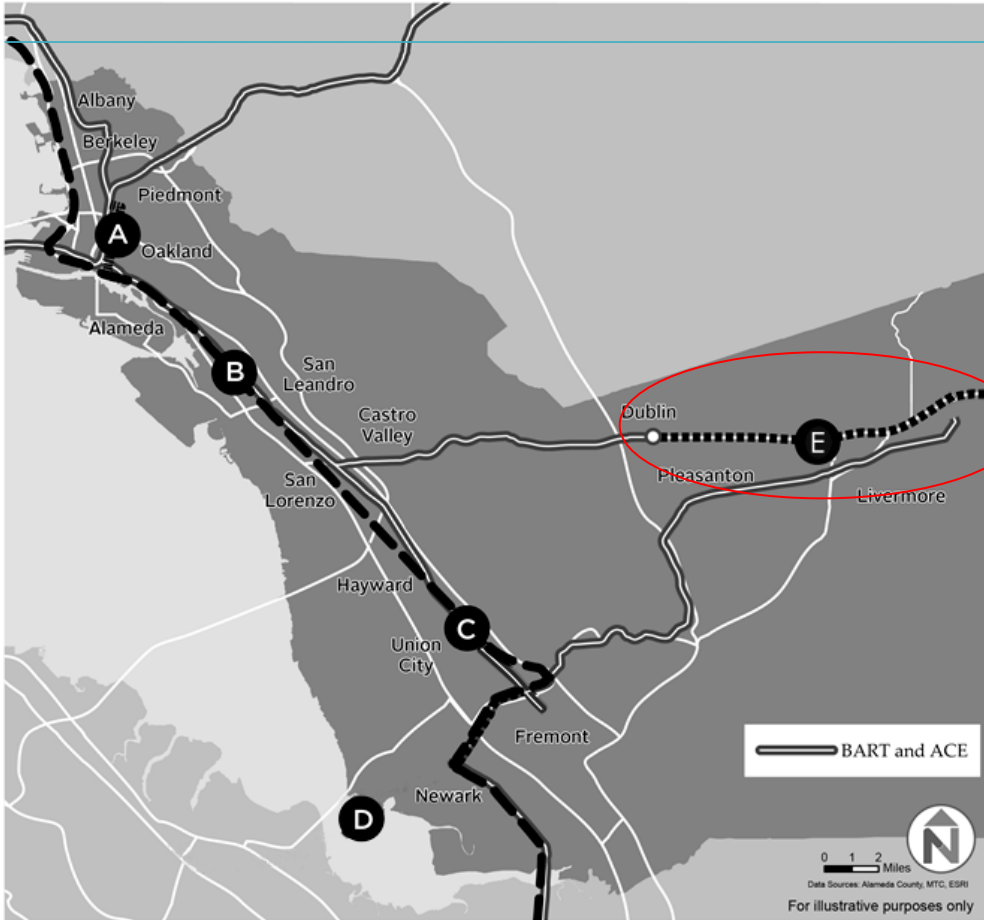 Albany
Berkeley
Piedmont
A
Oakland
Alameda
B
San
Leandro
Castro
Valley
Dublin
E
Pleasanton
Livermore
San
Lorenzo
Hayward
C
Union
City
Fremont
BART and ACE
Newark
D
N
0 1 2
Miles
Data Sources: Alameda County, MTC, ESRI
For illustrative purposes only